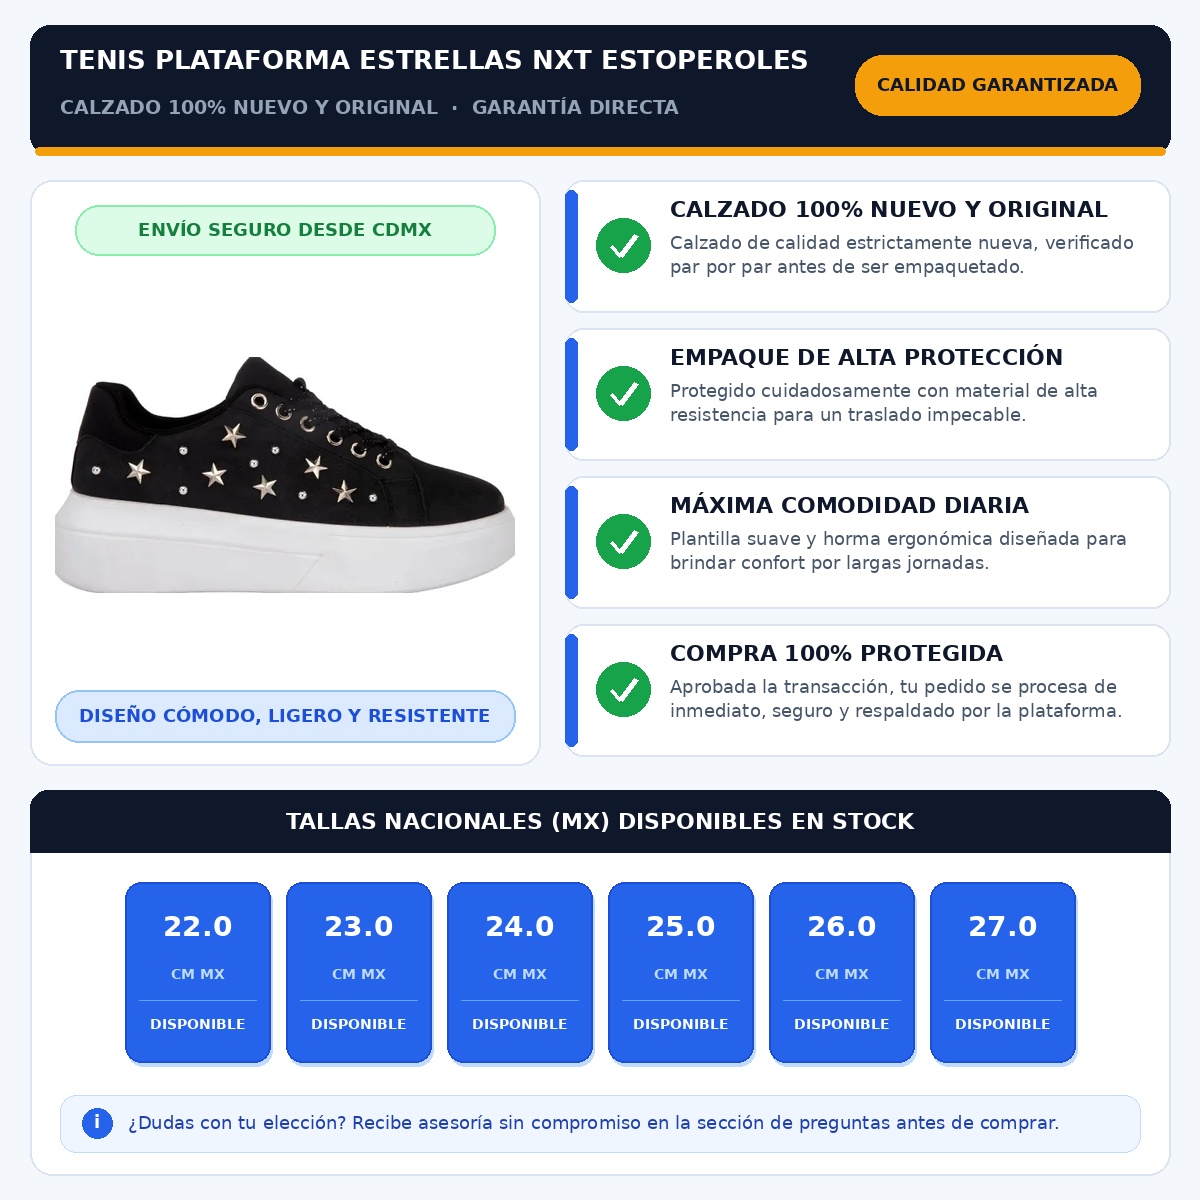 TENIS PLATAFORMA ESTRELLAS NXT ESTOPEROLES
CALZADO 100% NUEVO Y ORIGINAL · GARANTÍA DIRECTA
CALIDAD GARANTIZADA
ENVÍO SEGURO DESDE CDMX
DISEÑO CÓMODO, LIGERO Y RESISTENTE
CALZADO 100% NUEVO Y ORIGINAL
Calzado de calidad estrictamente nueva, verificado
par por par antes de ser empaquetado.
EMPAQUE DE ALTA PROTECCIÓN
Protegido cuidadosamente con material de alta
resistencia para un traslado impecable.
MÁXIMA COMODIDAD DIARIA
Plantilla suave y horma ergonómica diseñada para
brindar confort por largas jornadas.
COMPRA 100% PROTEGIDA
Aprobada la transacción, tu pedido se procesa de
inmediato, seguro y respaldado por la plataforma.
TALLAS NACIONALES (MX) DISPONIBLES EN STOCK
22.0 23.0 24.0 25.0 26.0 27.0
CM MX CM MX CM MX CM MX CM MX CM MX
DISPONIBLE DISPONIBLE DISPONIBLE DISPONIBLE DISPONIBLE DISPONIBLE
i ¿Dudas con tu elección? Recibe asesoría sin compromiso en la sección de preguntas antes de comprar.